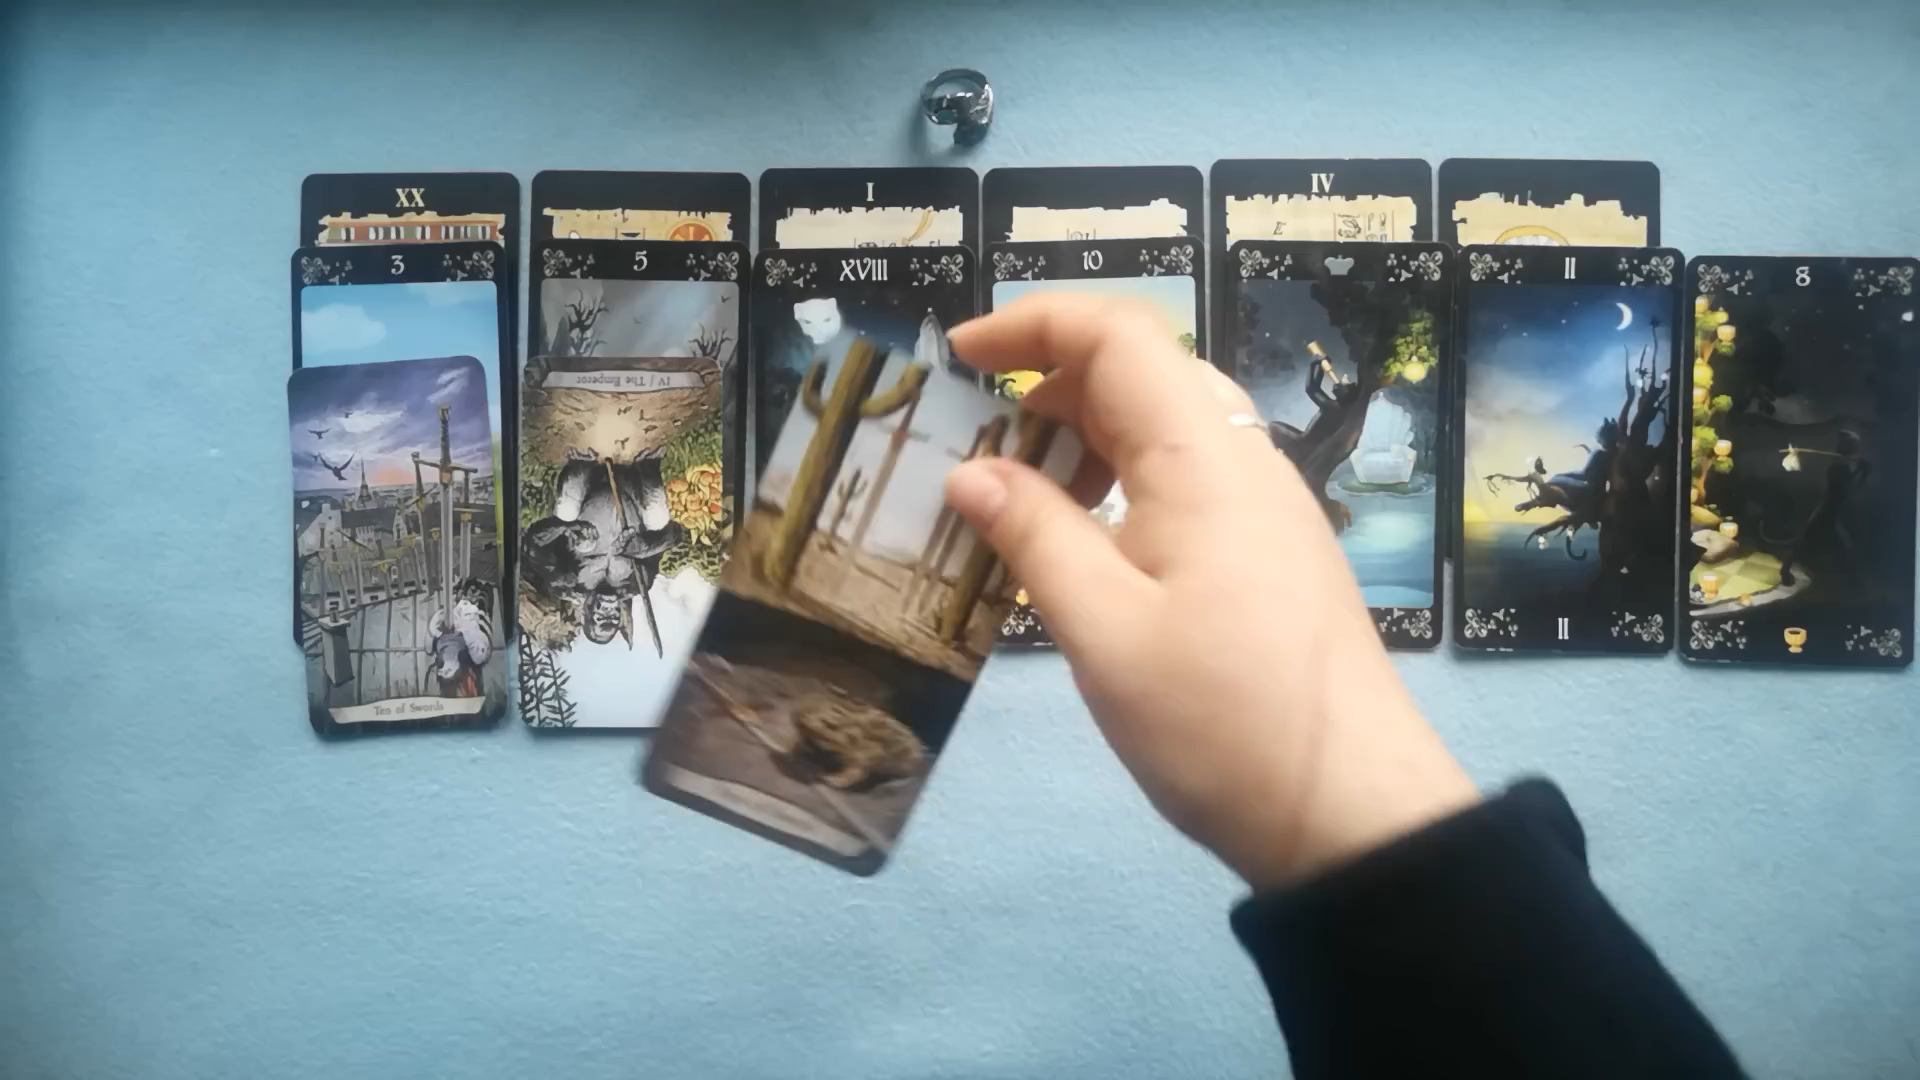 XX
I
IV
3
5
XVIII
10
II
8
IV / The Emperor
II
Ten of Swords